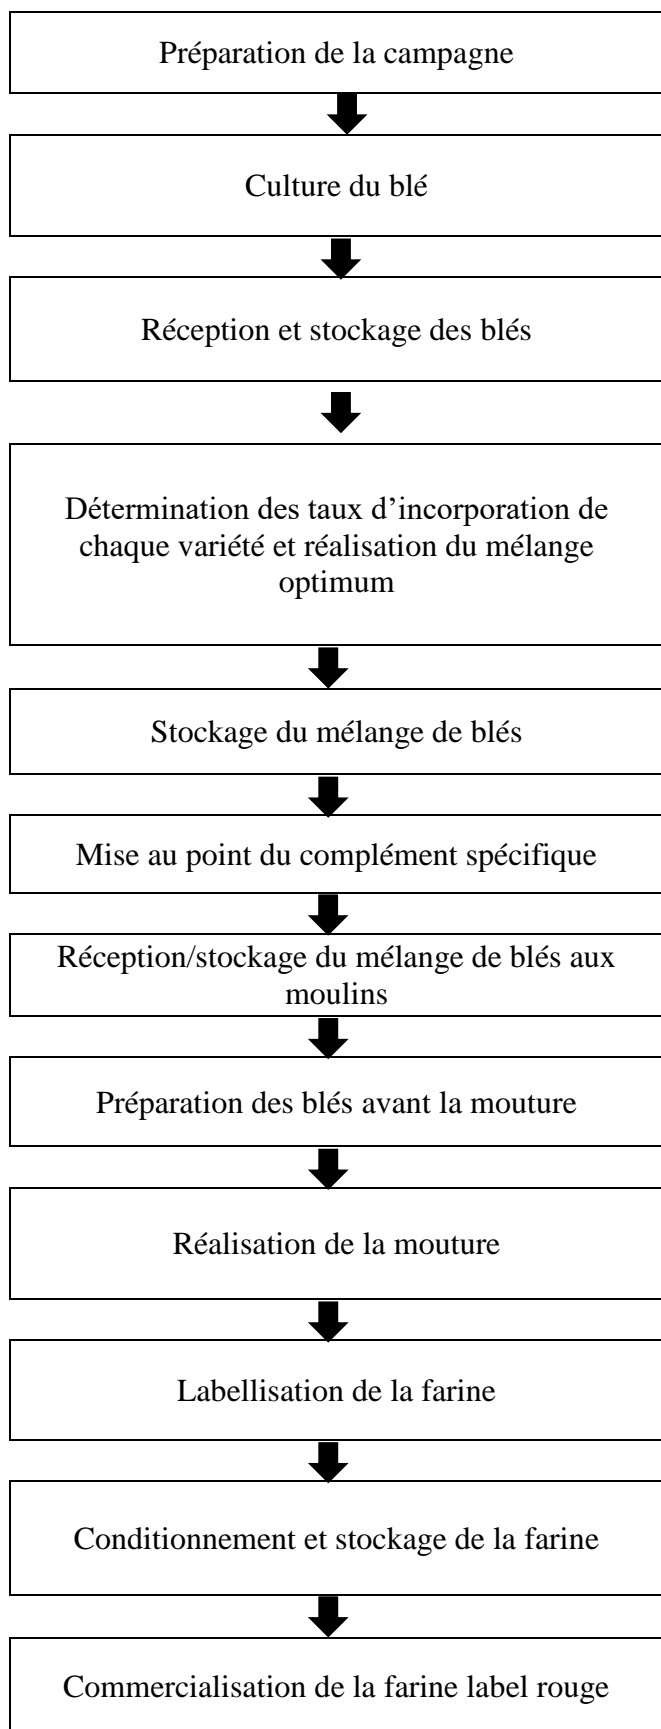 Préparation de la campagne
Culture du blé
Réception et stockage des blés
Détermination des taux d’incorporation de
chaque variété et réalisation du mélange
optimum
Stockage du mélange de blés
Mise au point du complément spécifique
Réception/stockage du mélange de blés aux
moulins
Préparation des blés avant la mouture
Réalisation de la mouture
Labellisation de la farine
Conditionnement et stockage de la farine
Commercialisation de la farine label rouge